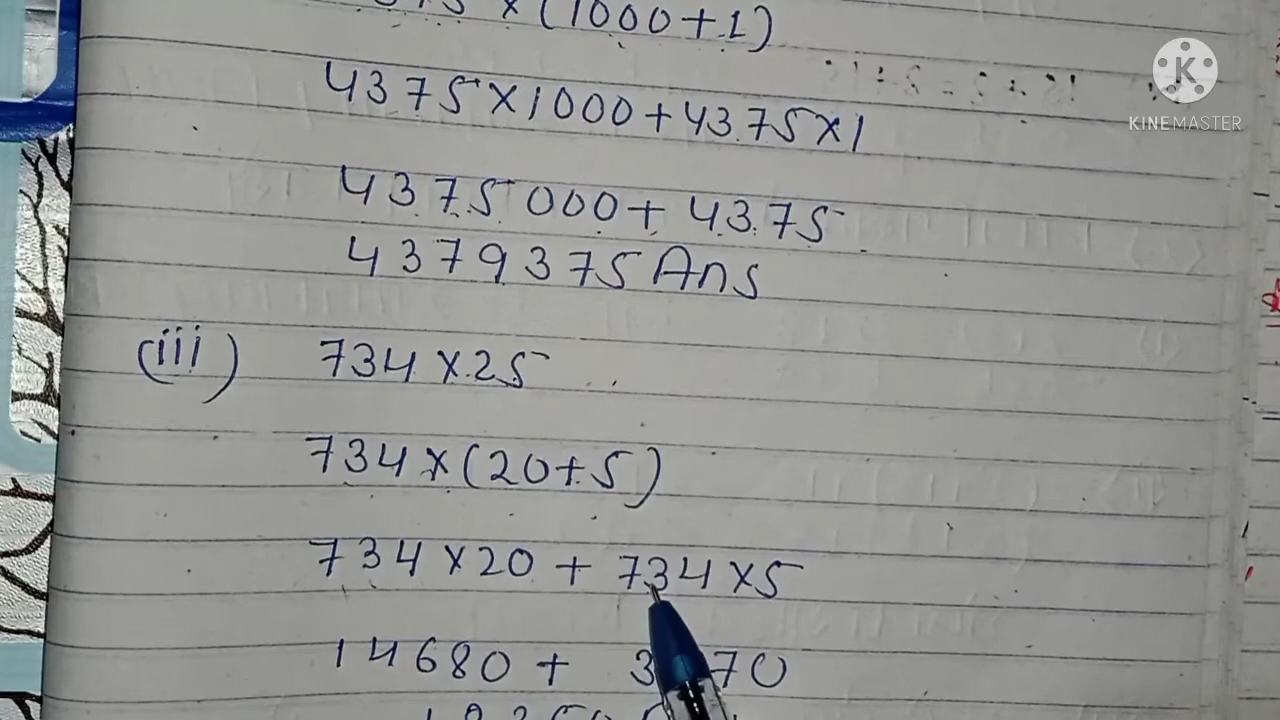 × (1000 + 1)
4375 × 1000 + 4375 × 1
4375000 + 4375
4379375 Ans
(iii) 734 × 25
734 × (20 + 5)
734 × 20 + 734 × 5
14680 + 3 70
KINEMASTER